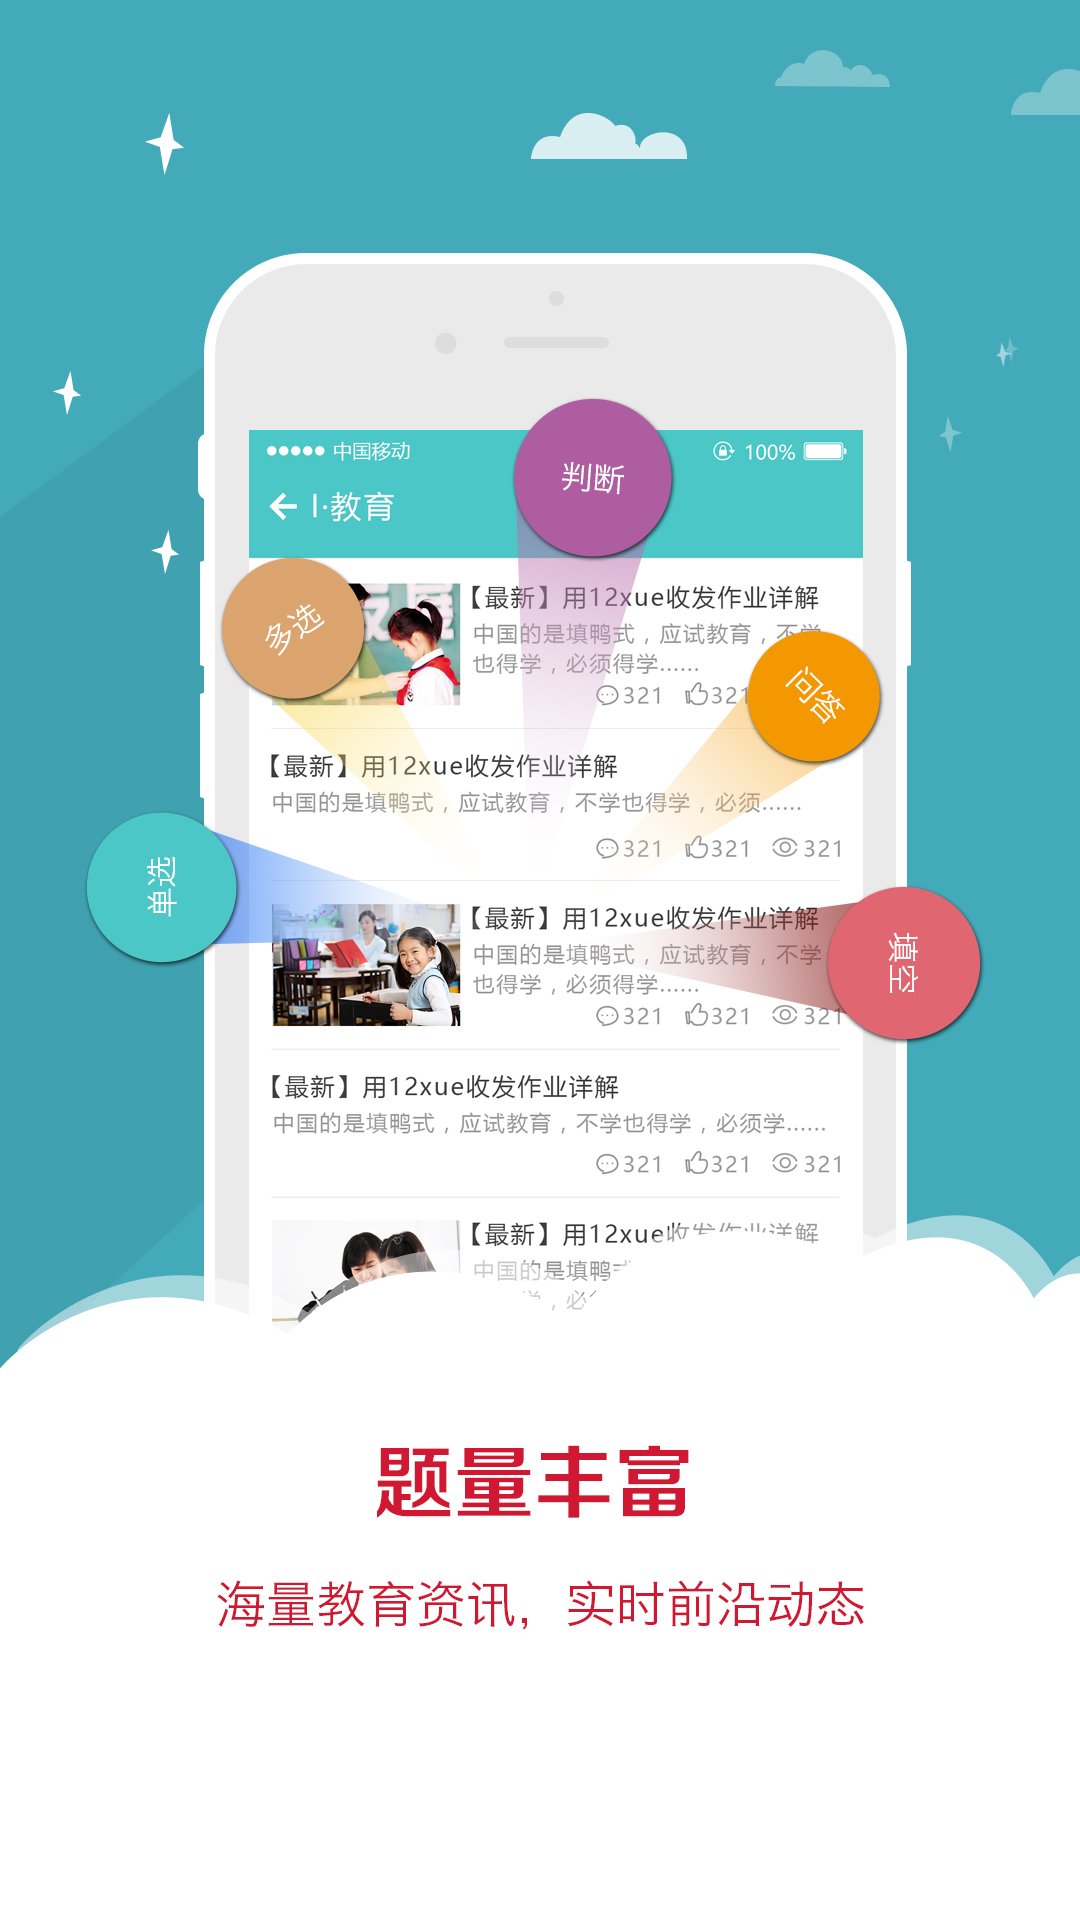 中国移动
100%
I·教育
判断
多选
问答
单选
填空
【最新】用12xue收发作业详解
中国的是填鸭式，应试教育，不学
也得学，必须得学......
321 321
【最新】用12xue收发作业详解
中国的是填鸭式，应试教育，不学也得学，必须......
321 321 321
【最新】用12xue收发作业详解
中国的是填鸭式，应试教育，不学
也得学，必须得学......
321 321 321
【最新】用12xue收发作业详解
中国的是填鸭式，应试教育，不学也得学，必须学......
321 321 321
【最新】用12xue收发作业详解
中国的是填鸭式
题量丰富
海量教育资讯，实时前沿动态